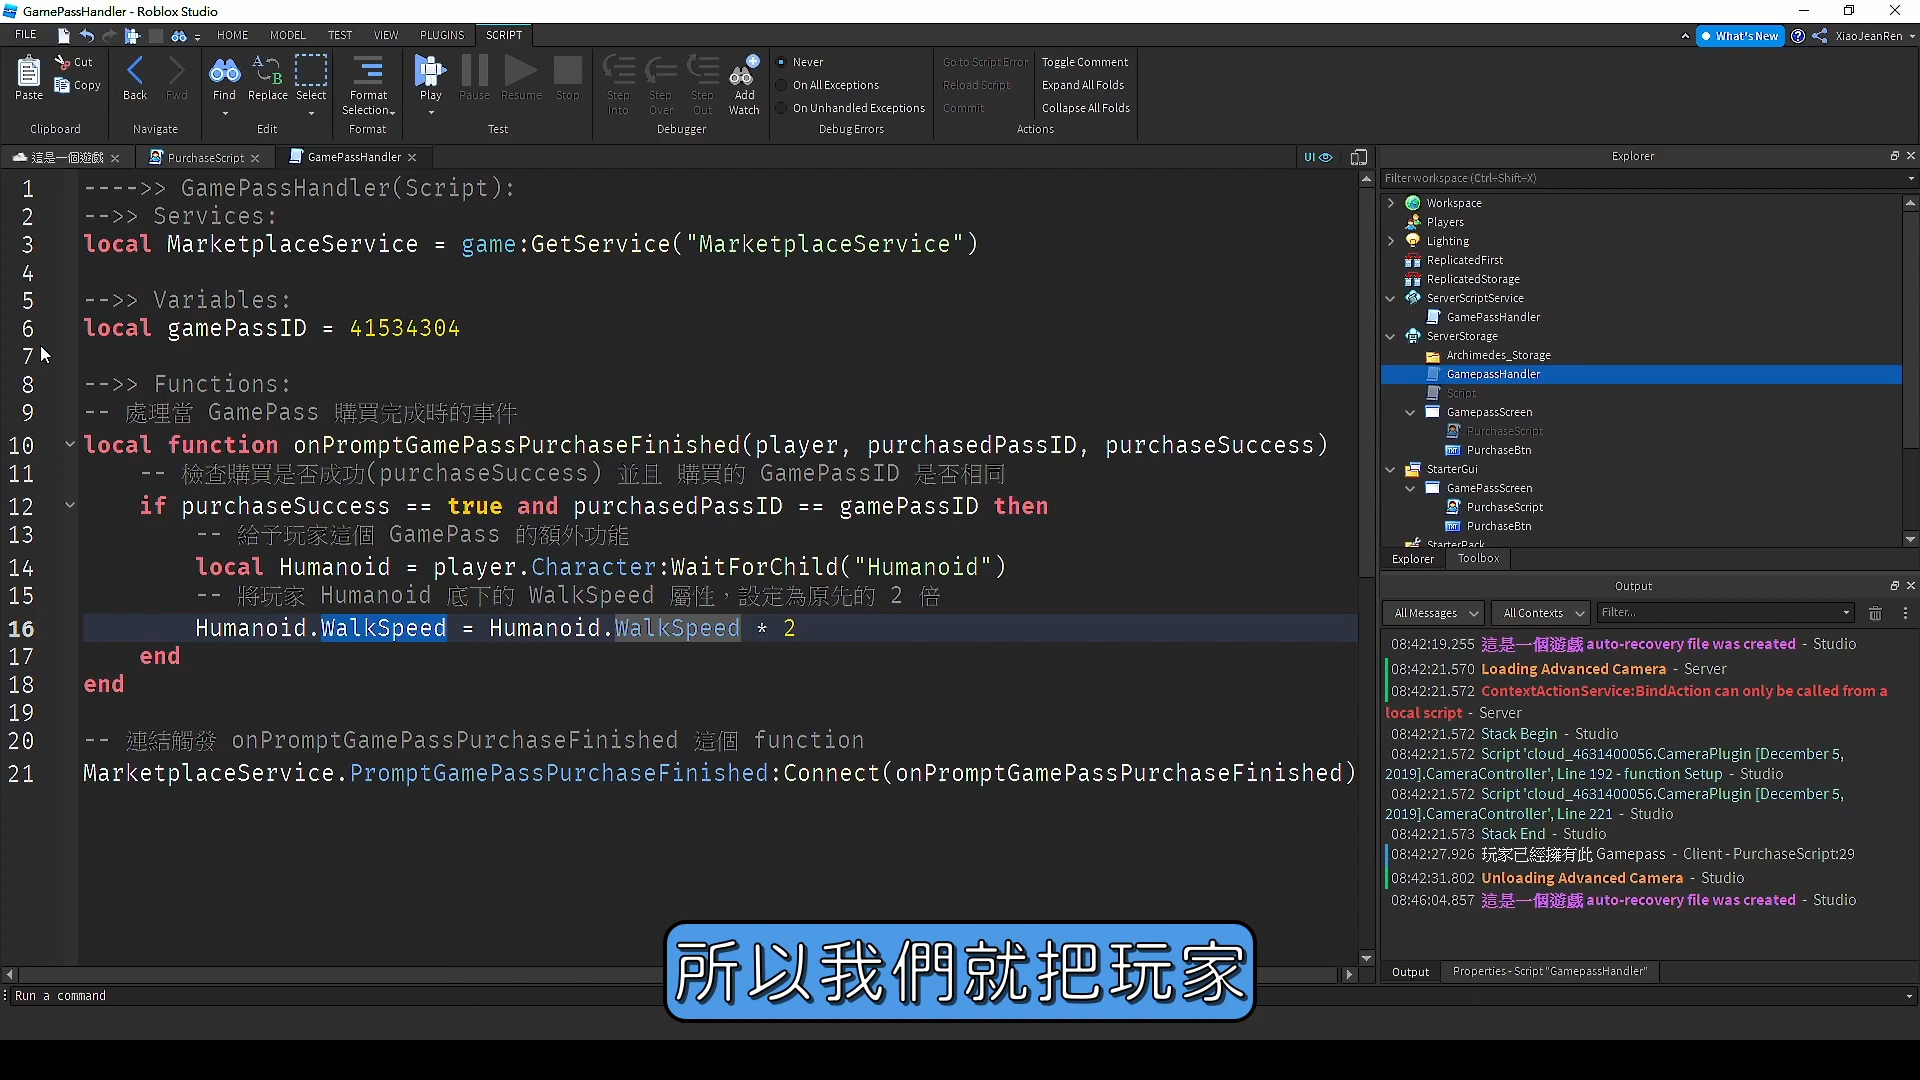 GamePassHandler - Roblox Studio
FILE HOME MODEL TEST VIEW PLUGINS SCRIPT What's New XiaoJeanRen
Paste Cut Copy Clipboard
Back Fwd Navigate
Find Replace Select Edit
Format Selection Format
Play Pause Resume Stop Test
Step Into Step Over Step Out Add Watch Debugger
Never
On All Exceptions
On Unhandled Exceptions
Debug Errors
Go to Script Error Toggle Comment
Reload Script Expand All Folds
Commit Collapse All Folds
Actions
這是一個遊戲 PurchaseScript GamePassHandler UI
1 ---->> GamePassHandler(Script):
2 -->> Services:
3 local MarketplaceService = game:GetService("MarketplaceService")
4
5 -->> Variables:
6 local gamePassID = 41534304
7
8 -->> Functions:
9 -- 處理當 GamePass 購買完成時的事件
10 local function onPromptGamePassPurchaseFinished(player, purchasedPassID, purchaseSuccess)
11 -- 檢查購買是否成功(purchaseSuccess) 並且 購買的 GamePassID 是否相同
12 if purchaseSuccess == true and purchasedPassID == gamePassID then
13 -- 給予玩家這個 GamePass 的額外功能
14 local Humanoid = player.Character:WaitForChild("Humanoid")
15 -- 將玩家 Humanoid 底下的 WalkSpeed 屬性，設定為原先的 2 倍
16 Humanoid.WalkSpeed = Humanoid.WalkSpeed * 2
17 end
18 end
19
20 -- 連結觸發 onPromptGamePassPurchaseFinished 這個 function
21 MarketplaceService.PromptGamePassPurchaseFinished:Connect(onPromptGamePassPurchaseFinished)
所以我們就把玩家
Run a command
Explorer
Filter workspace (Ctrl+Shift+X)
Workspace
Players
Lighting
ReplicatedFirst
ReplicatedStorage
ServerScriptService
GamePassHandler
ServerStorage
Archimedes_Storage
GamepassHandler
Script
GamepassScreen
PurchaseScript
PurchaseBtn
StarterGui
GamePassScreen
PurchaseScript
PurchaseBtn
StarterPack
Explorer Toolbox
Output
All Messages All Contexts Filter...
08:42:19.255 這是一個遊戲 auto-recovery file was created - Studio
08:42:21.570 Loading Advanced Camera - Server
08:42:21.572 ContextActionService:BindAction can only be called from a
local script - Server
08:42:21.572 Stack Begin - Studio
08:42:21.572 Script 'cloud_4631400056.CameraPlugin [December 5,
2019].CameraController', Line 192 - function Setup - Studio
08:42:21.572 Script 'cloud_4631400056.CameraPlugin [December 5,
2019].CameraController', Line 221 - Studio
08:42:21.573 Stack End - Studio
08:42:27.926 玩家已經擁有此 Gamepass - Client - PurchaseScript:29
08:42:31.802 Unloading Advanced Camera - Studio
08:46:04.857 這是一個遊戲 auto-recovery file was created - Studio
Output Properties - Script "GamepassHandler"